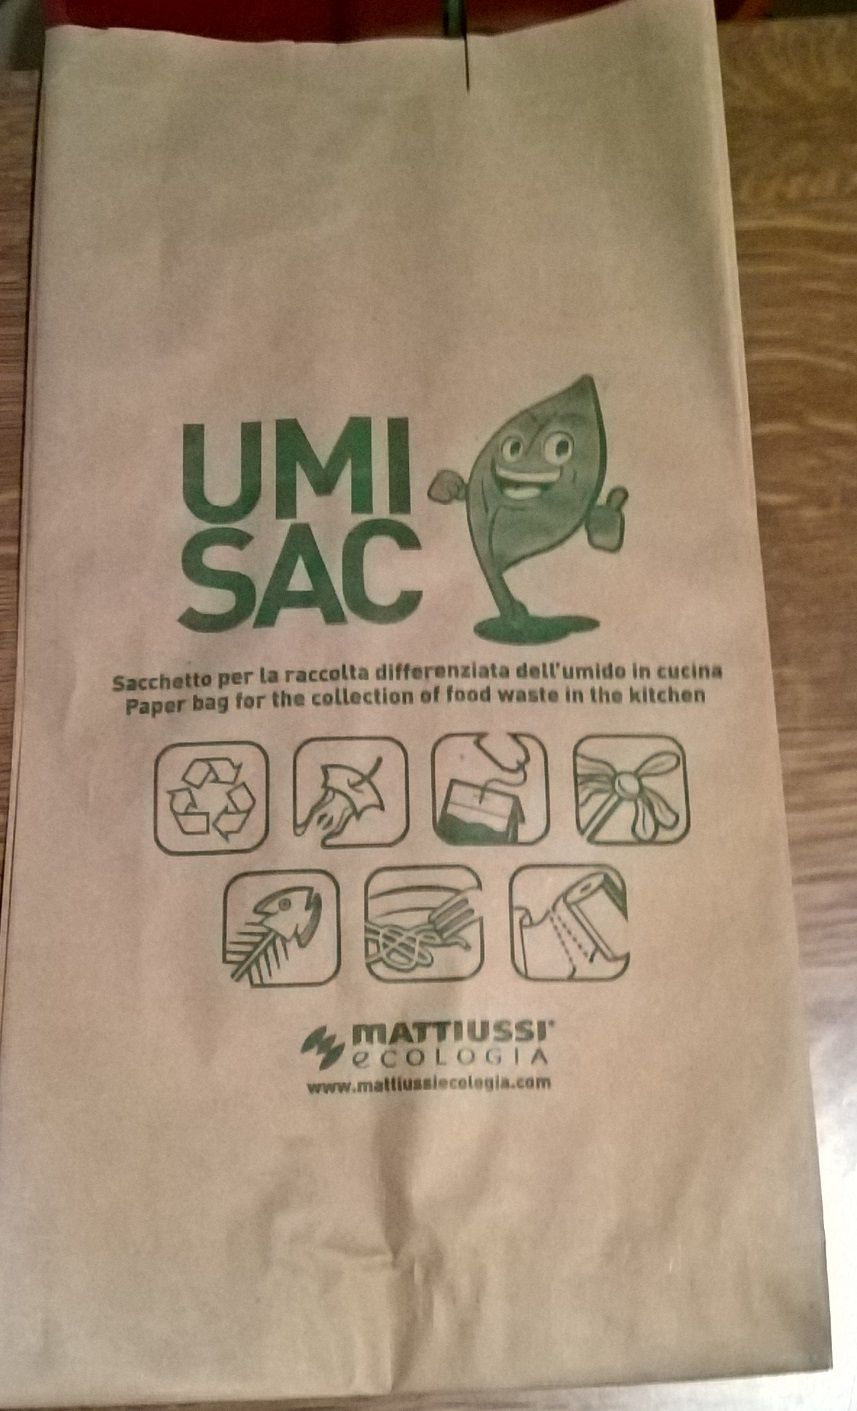 UMI
SAC
Sacchetto per la raccolta differenziata dell'umido in cucina
Paper bag for the collection of food waste in the kitchen
MATTIUSSI®
eCOLOGIA
www.mattiussiecologia.com